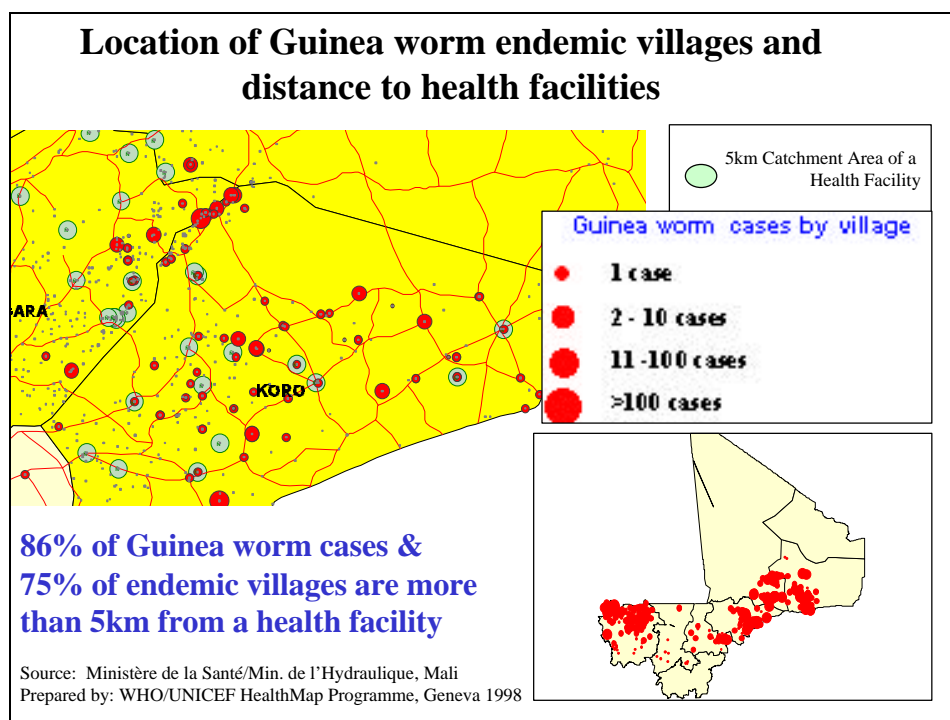 Location of Guinea worm endemic villages and
distance to health facilities
5km Catchment Area of a
Health Facility
Guinea worm cases by village
1 case
2 - 10 cases
11 -100 cases
>100 cases
GARA
KORO
86% of Guinea worm cases &
75% of endemic villages are more
than 5km from a health facility
Source: Ministère de la Santé/Min. de l'Hydraulique, Mali
Prepared by: WHO/UNICEF HealthMap Programme, Geneva 1998